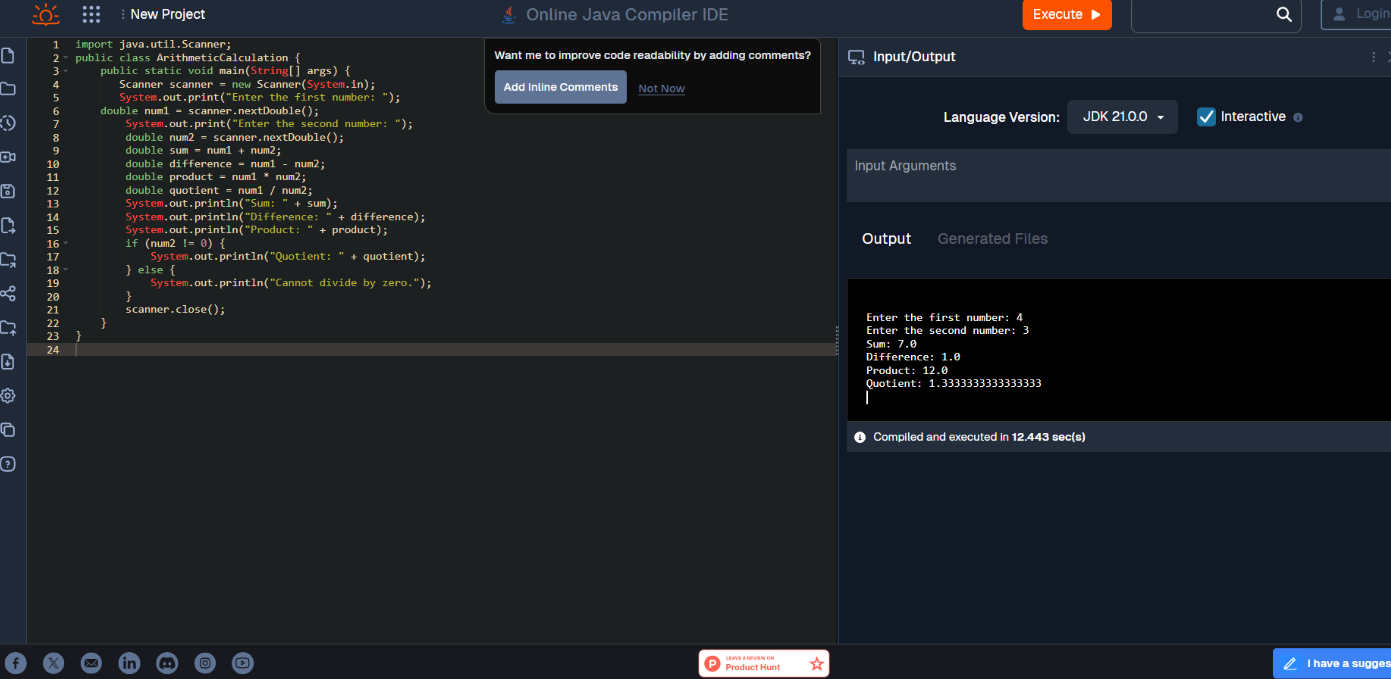 New Project
Online Java Compiler IDE
Execute
Login
1 import java.util.Scanner;
2 public class ArithmeticCalculation {
3 public static void main(String[] args) {
4 Scanner scanner = new Scanner(System.in);
5 System.out.print("Enter the first number: ");
6 double num1 = scanner.nextDouble();
7 System.out.print("Enter the second number: ");
8 double num2 = scanner.nextDouble();
9 double sum = num1 + num2;
10 double difference = num1 - num2;
11 double product = num1 * num2;
12 double quotient = num1 / num2;
13 System.out.println("Sum: " + sum);
14 System.out.println("Difference: " + difference);
15 System.out.println("Product: " + product);
16 if (num2 != 0) {
17 System.out.println("Quotient: " + quotient);
18 } else {
19 System.out.println("Cannot divide by zero.");
20 }
21 scanner.close();
22 }
23 }
24
Want me to improve code readability by adding comments?
Add Inline Comments
Not Now
Input/Output
Language Version:
JDK 21.0.0
Interactive
Input Arguments
Output
Generated Files
Enter the first number: 4
Enter the second number: 3
Sum: 7.0
Difference: 1.0
Product: 12.0
Quotient: 1.3333333333333333
Compiled and executed in 12.443 sec(s)
LEAVE A REVIEW ON
Product Hunt
I have a sugges